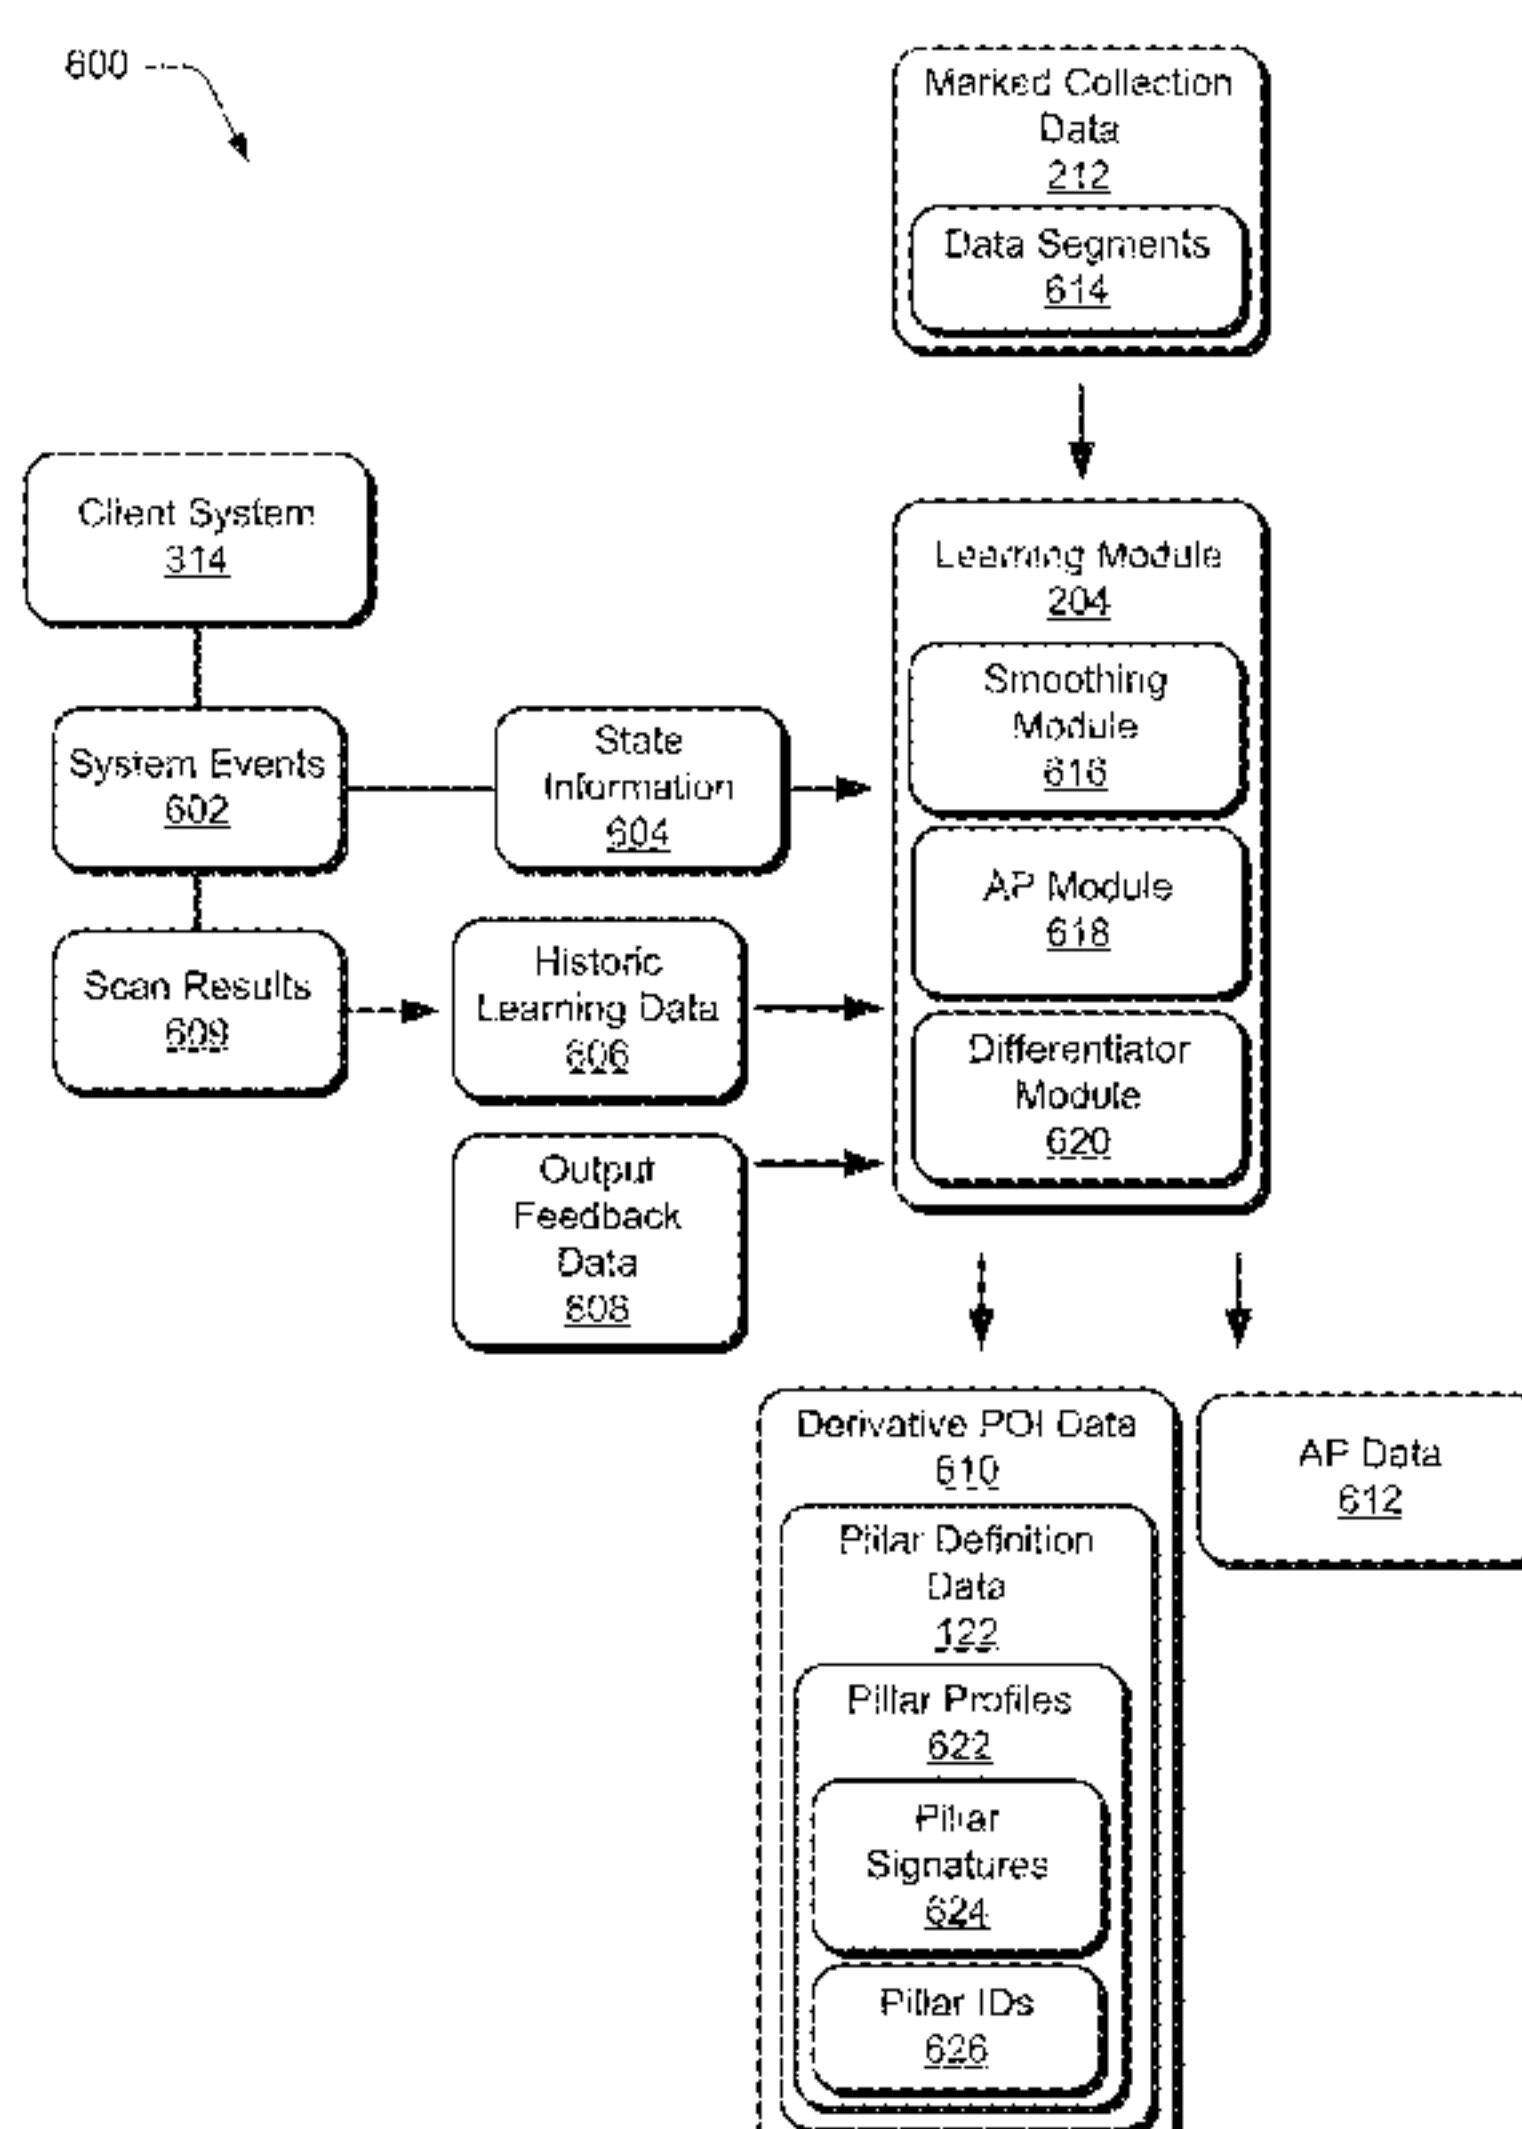 600
Marked Collection
Data
212
Data Segments
614
Client System
314
Learning Module
204
Smoothing
Module
616
System Events
602
State
Information
604
AP Module
618
Scan Results
609
Historic
Learning Data
606
Differentiator
Module
620
Output
Feedback
Data
608
Derivative POI Data
610
AP Data
612
Pillar Definition
Data
122
Pillar Profiles
622
Pillar
Signatures
624
Pillar IDs
626